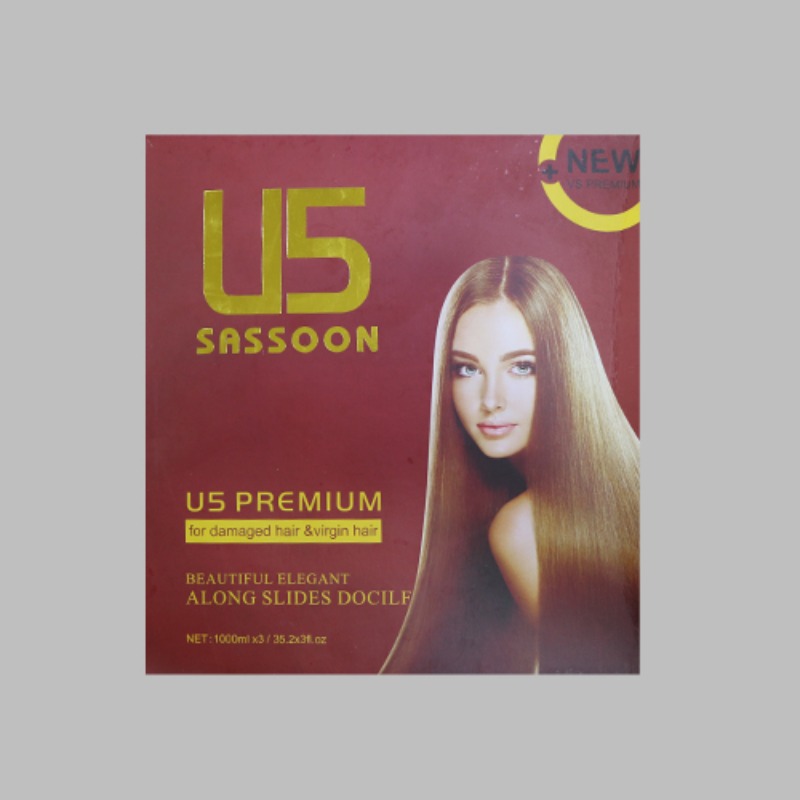 NEW
U5 PREMIUM
U5
SASSOON
U5 PREMIUM
for damaged hair &virgin hair
BEAUTIFUL ELEGANT
ALONG SLIDES DOCILE
NET: 1000ml x3 / 35.2x3fl.oz